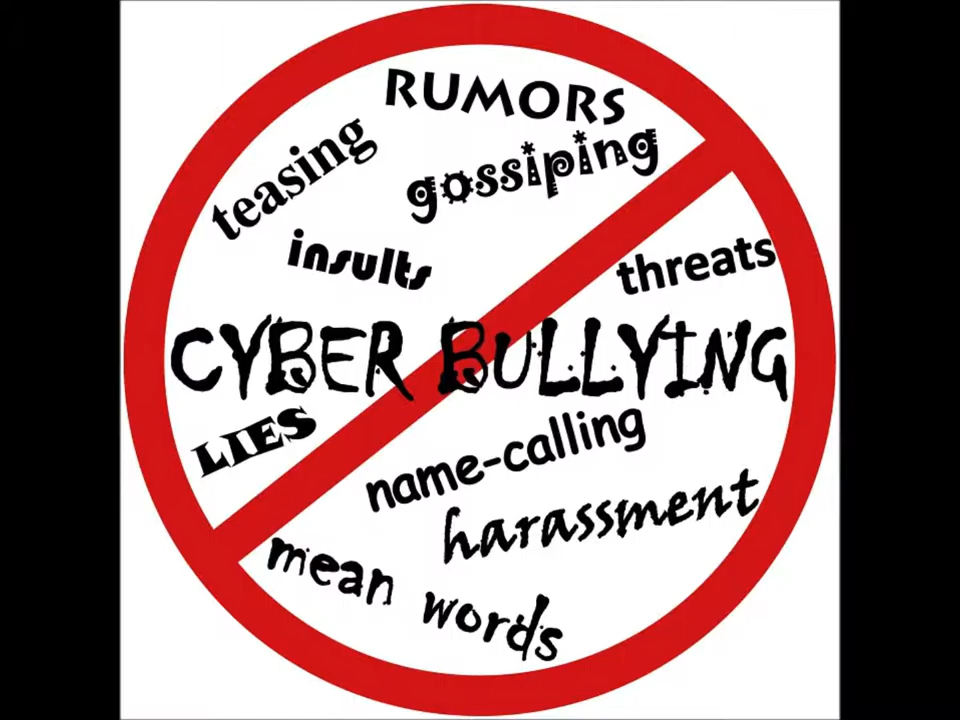 RUMORS
teasing
gossiping
insults
threats
CYBER BULLYING
LIES
name-calling
harassment
mean words